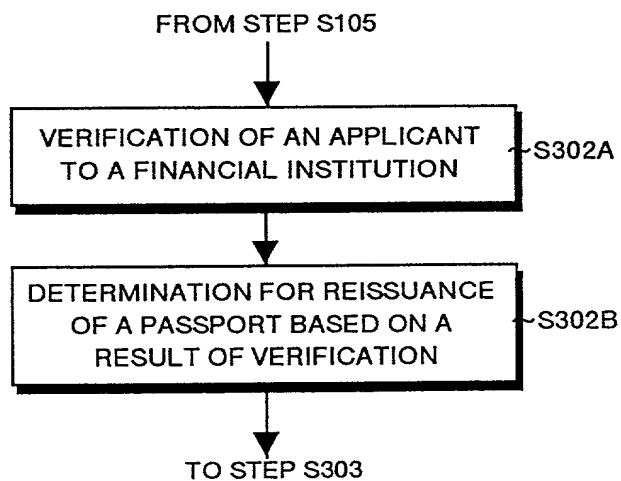 FROM STEP S105
VERIFICATION OF AN APPLICANT
TO A FINANCIAL INSTITUTION
S302A
DETERMINATION FOR REISSUANCE
OF A PASSPORT BASED ON A
RESULT OF VERIFICATION
S302B
TO STEP S303